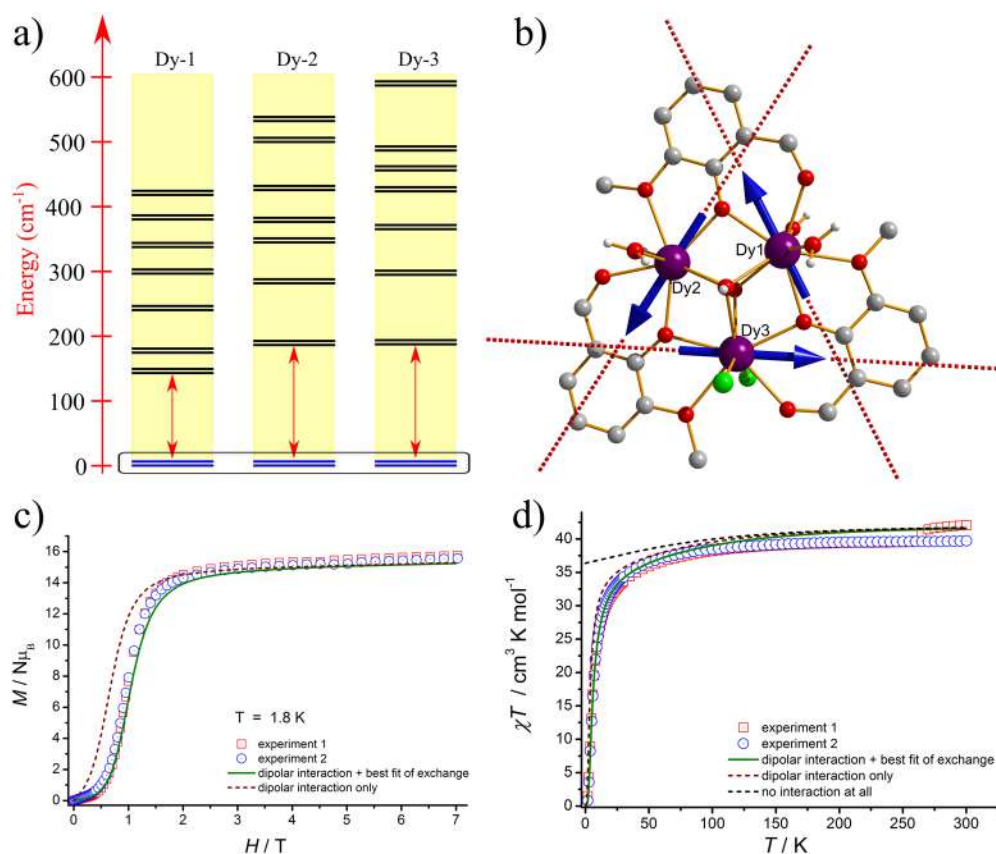 a)
Dy-1
Dy-2
Dy-3
600
500
400
300
200
100
0
Energy (cm⁻¹)
b)
Dy1
Dy2
Dy3
c)
18
16
14
12
10
8
6
4
2
0
M / Nμ_B
T = 1.8 K
experiment 1
experiment 2
dipolar interaction + best fit of exchange
dipolar interaction only
0
1
2
3
4
5
6
7
H / T
d)
40
35
30
25
20
15
10
5
0
χT / cm³ K mol⁻¹
experiment 1
experiment 2
dipolar interaction + best fit of exchange
dipolar interaction only
no interaction at all
0
50
100
150
200
250
300
T / K